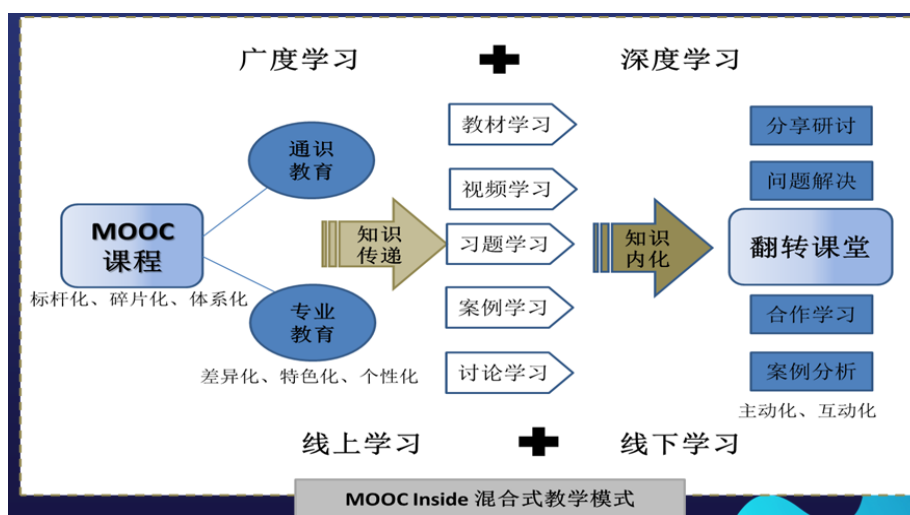 广度学习
深度学习
通识
教育
MOOC
课程
标杆化、碎片化、体系化
专业
教育
差异化、特色化、个性化
知识
传递
教材学习
视频学习
习题学习
案例学习
讨论学习
知识
内化
分享研讨
问题解决
翻转课堂
合作学习
案例分析
主动化、互动化
线上学习
线下学习
MOOC Inside 混合式教学模式